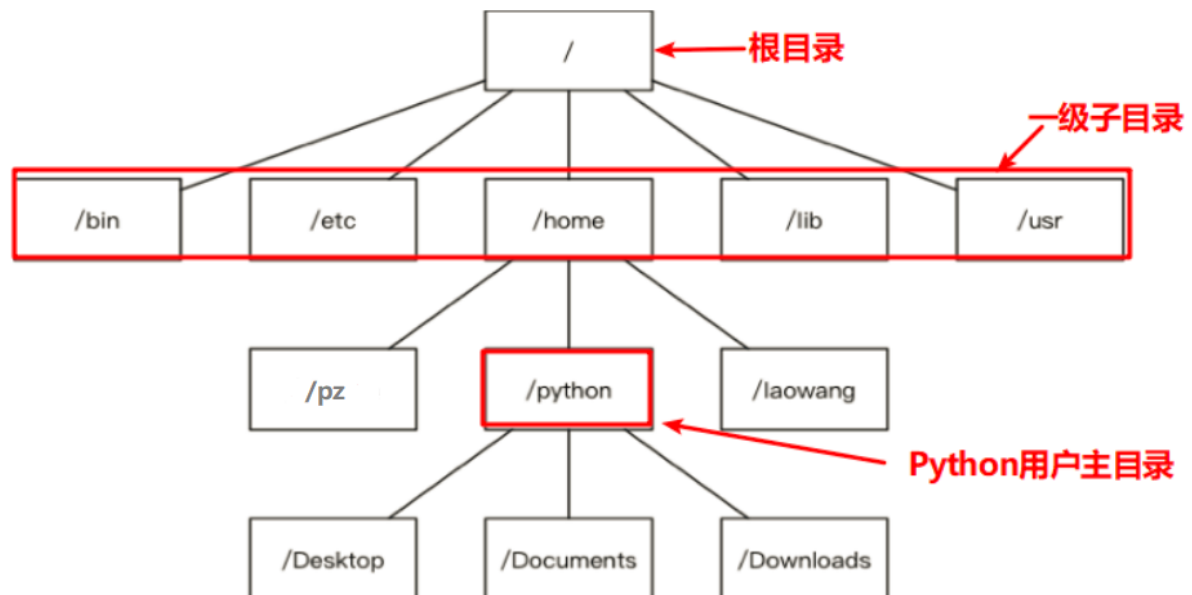 /
根目录
一级子目录
/bin
/etc
/home
/lib
/usr
/pz
/python
/laowang
Python用户主目录
/Desktop
/Documents
/Downloads